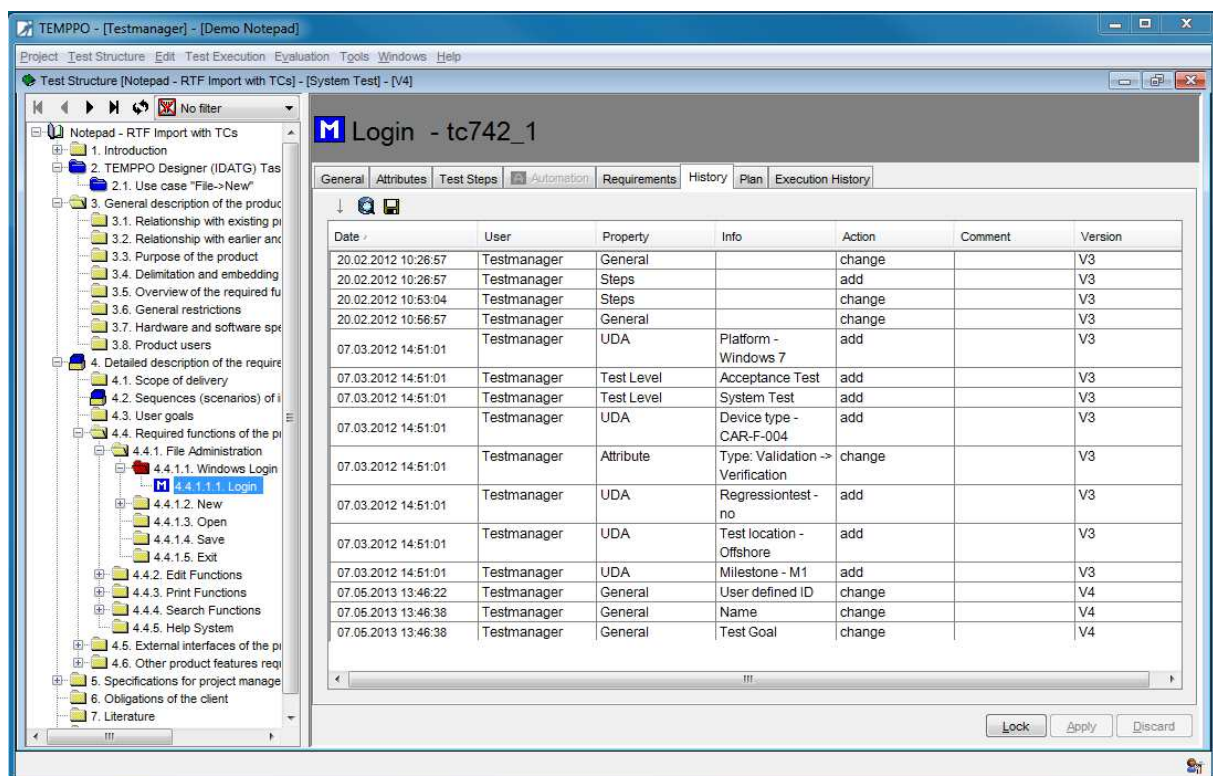 TEMPPO - [Testmanager] - [Demo Notepad]
Project Test Structure Edit Test Execution Evaluation Tools Windows Help
Test Structure [Notepad - RTF Import with TCs] - [System Test] - [V4]
No filter
Notepad - RTF Import with TCs
1. Introduction
2. TEMPPO Designer (IDATG) Tas
2.1. Use case "File->New"
3. General description of the produc
3.1. Relationship with existing pr
3.2. Relationship with earlier and
3.3. Purpose of the product
3.4. Delimitation and embedding
3.5. Overview of the required fu
3.6. General restrictions
3.7. Hardware and software spe
3.8. Product users
4. Detailed description of the require
4.1. Scope of delivery
4.2. Sequences (scenarios) of i
4.3. User goals
4.4. Required functions of the pr
4.4.1. File Administration
4.4.1.1. Windows Login
M 4.4.1.1.1. Login
4.4.1.2. New
4.4.1.3. Open
4.4.1.4. Save
4.4.1.5. Exit
4.4.2. Edit Functions
4.4.3. Print Functions
4.4.4. Search Functions
4.4.5. Help System
4.5. External interfaces of the pr
4.6. Other product features requ
5. Specifications for project manage
6. Obligations of the client
7. Literature
M Login - tc742_1
General Attributes Test Steps A Automation Requirements History Plan Execution History
Date User Property Info Action Comment Version
20.02.2012 10:26:57 Testmanager General change V3
20.02.2012 10:26:57 Testmanager Steps add V3
20.02.2012 10:53:04 Testmanager Steps change V3
20.02.2012 10:56:57 Testmanager General change V3
07.03.2012 14:51:01 Testmanager UDA Platform - add V3
Windows 7
07.03.2012 14:51:01 Testmanager Test Level Acceptance Test add V3
07.03.2012 14:51:01 Testmanager Test Level System Test add V3
07.03.2012 14:51:01 Testmanager UDA Device type - add V3
CAR-F-004
07.03.2012 14:51:01 Testmanager Attribute Type: Validation -> change V3
Verification
07.03.2012 14:51:01 Testmanager UDA Regressiontest - add V3
no
07.03.2012 14:51:01 Testmanager UDA Test location - add V3
Offshore
07.03.2012 14:51:01 Testmanager UDA Milestone - M1 add V3
07.05.2013 13:46:22 Testmanager General User defined ID change V4
07.05.2013 13:46:38 Testmanager General Name change V4
07.05.2013 13:46:38 Testmanager General Test Goal change V4
Lock Apply Discard